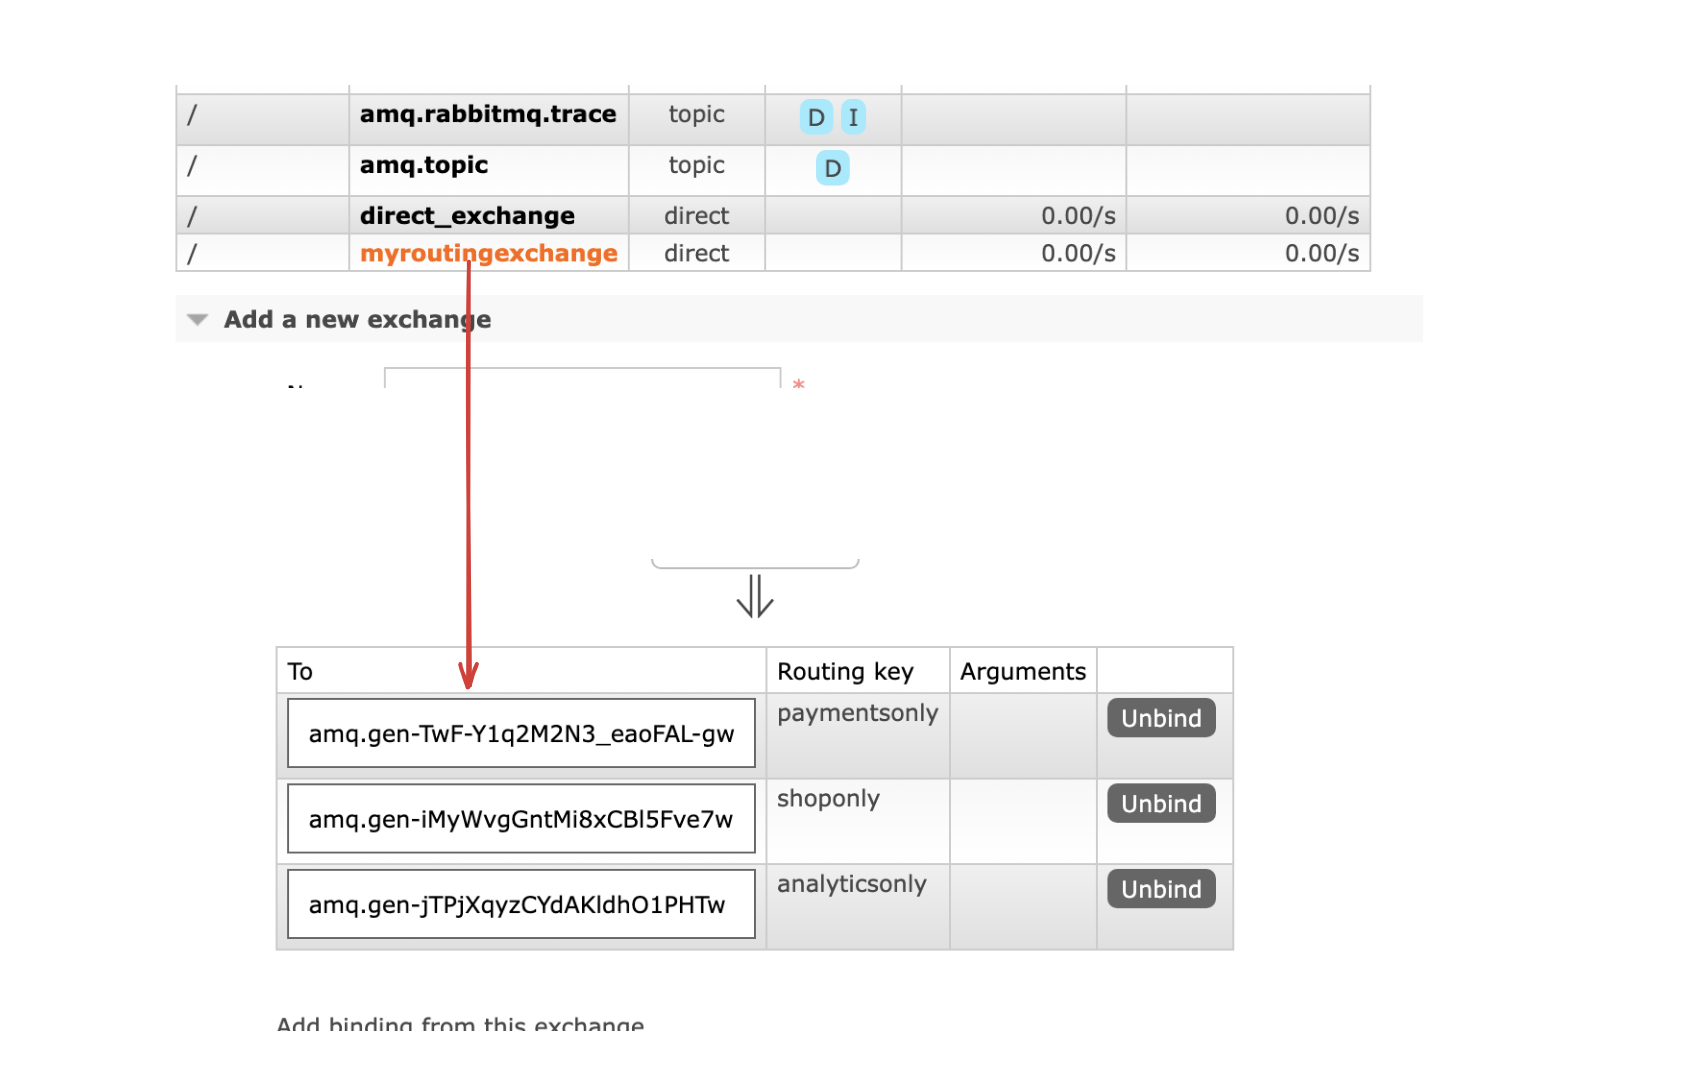 / amq.rabbitmq.trace topic D I
/ amq.topic topic D
/ direct_exchange direct 0.00/s 0.00/s
/ myroutingexchange direct 0.00/s 0.00/s
Add a new exchange
*
To Routing key Arguments
amq.gen-TwF-Y1q2M2N3_eaoFAL-gw paymentsonly Unbind
amq.gen-iMyWvgGntMi8xCBl5Fve7w shoponly Unbind
amq.gen-jTPjXqyzCYdAKldhO1PHTw analyticsonly Unbind
Add binding from this exchange